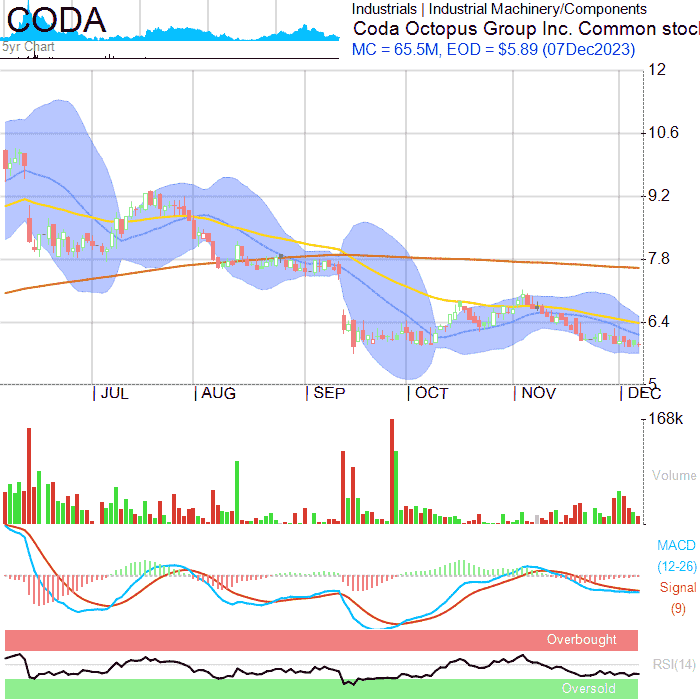 CODA
5yr Chart
Industrials | Industrial Machinery/Components
Coda Octopus Group Inc. Common stoc
MC = 65.5M, EOD = $5.89 (07Dec2023)
12
10.6
9.2
7.8
6.4
5
JUL
AUG
SEP
OCT
NOV
DEC
168k
Volume
MACD
(12-26)
Signal
(9)
Overbought
RSI(14)
Oversold